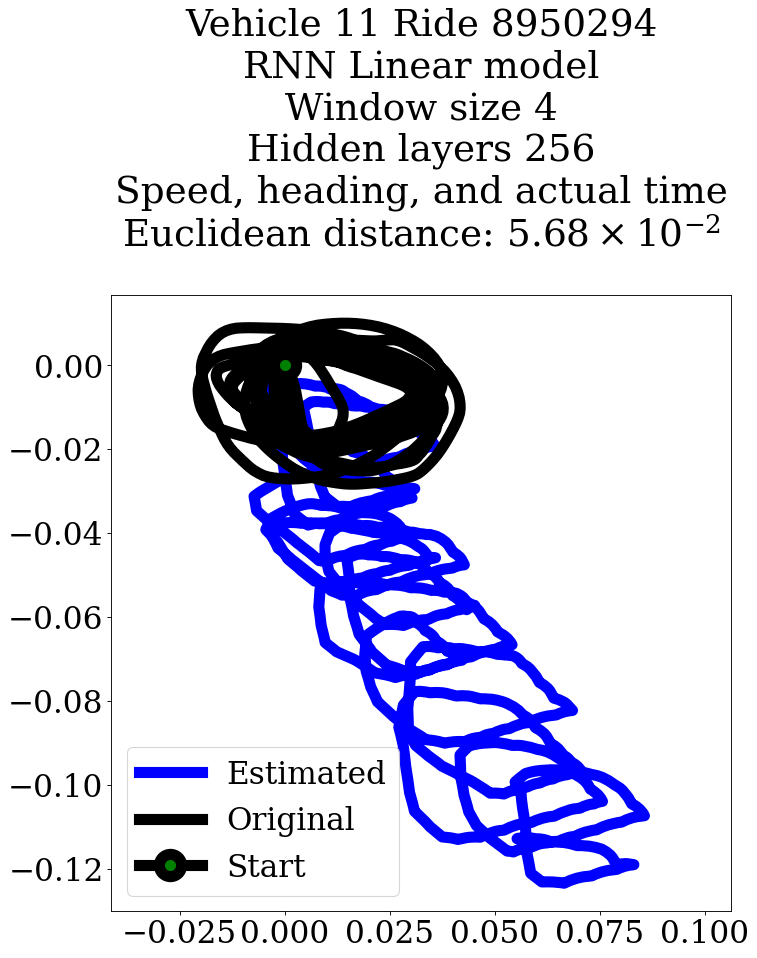 Vehicle 11 Ride 8950294
RNN Linear model
Window size 4
Hidden layers 256
Speed, heading, and actual time
Euclidean distance: 5.68 × 10⁻²
0.00
−0.02
−0.04
−0.06
−0.08
−0.10
−0.12
Estimated
Original
Start
−0.025 0.000 0.025 0.050 0.075 0.100